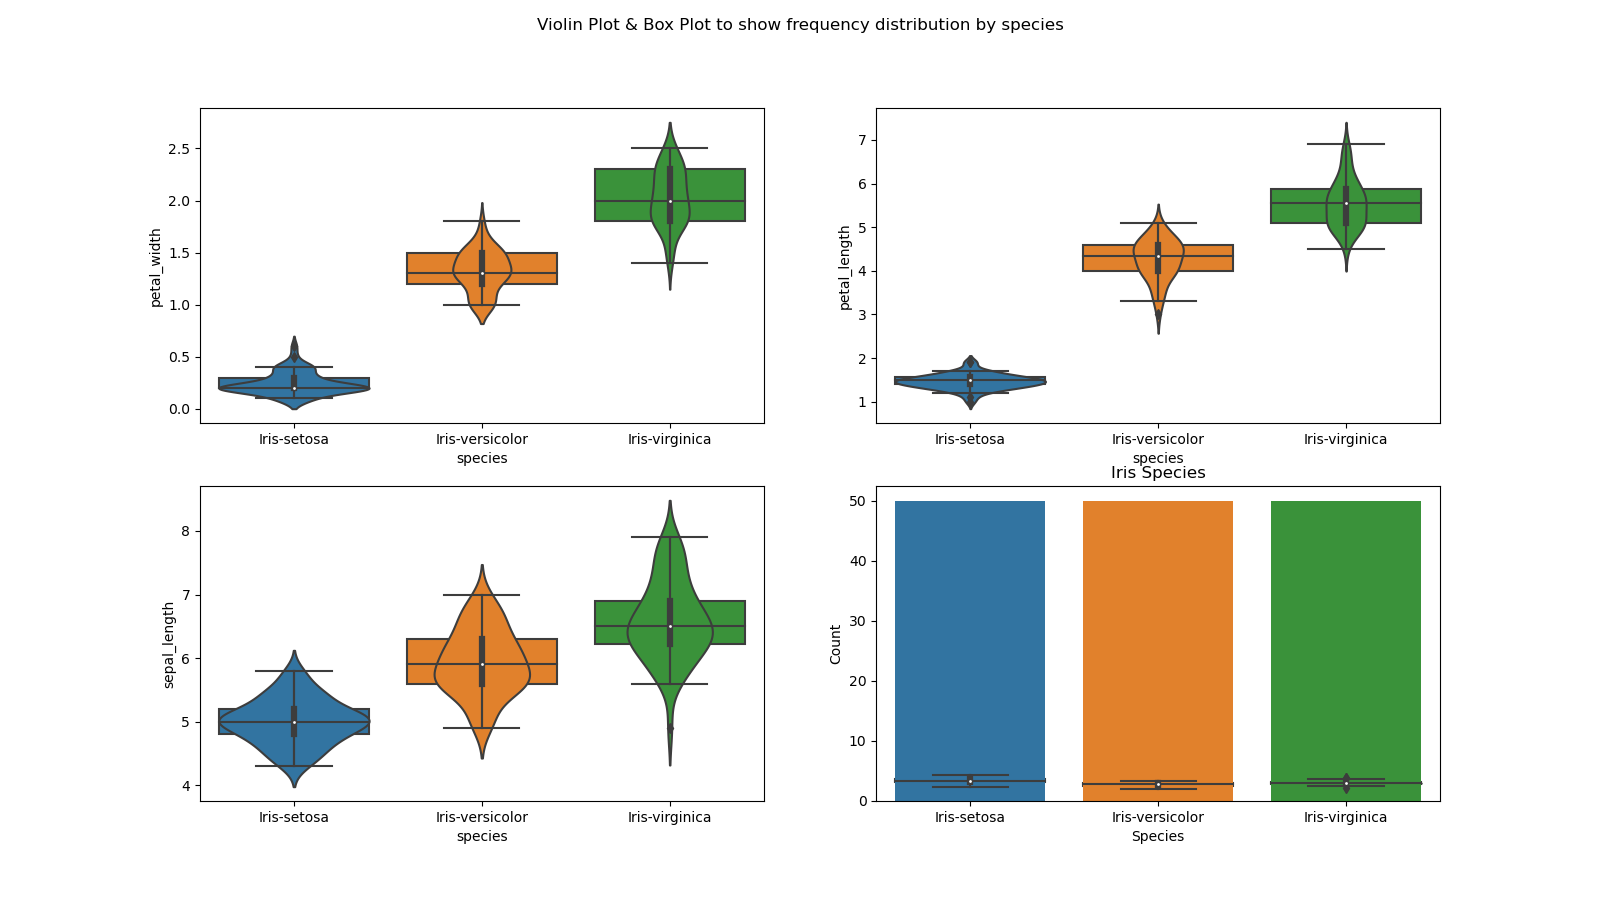 Violin Plot & Box Plot to show frequency distribution by species
petal_width
2.5
2.0
1.5
1.0
0.5
0.0
Iris-setosa Iris-versicolor Iris-virginica
species
petal_length
7
6
5
4
3
2
1
Iris-setosa Iris-versicolor Iris-virginica
species
sepal_length
8
7
6
5
4
Iris-setosa Iris-versicolor Iris-virginica
species
Iris Species
Count
50
40
30
20
10
0
Iris-setosa Iris-versicolor Iris-virginica
Species